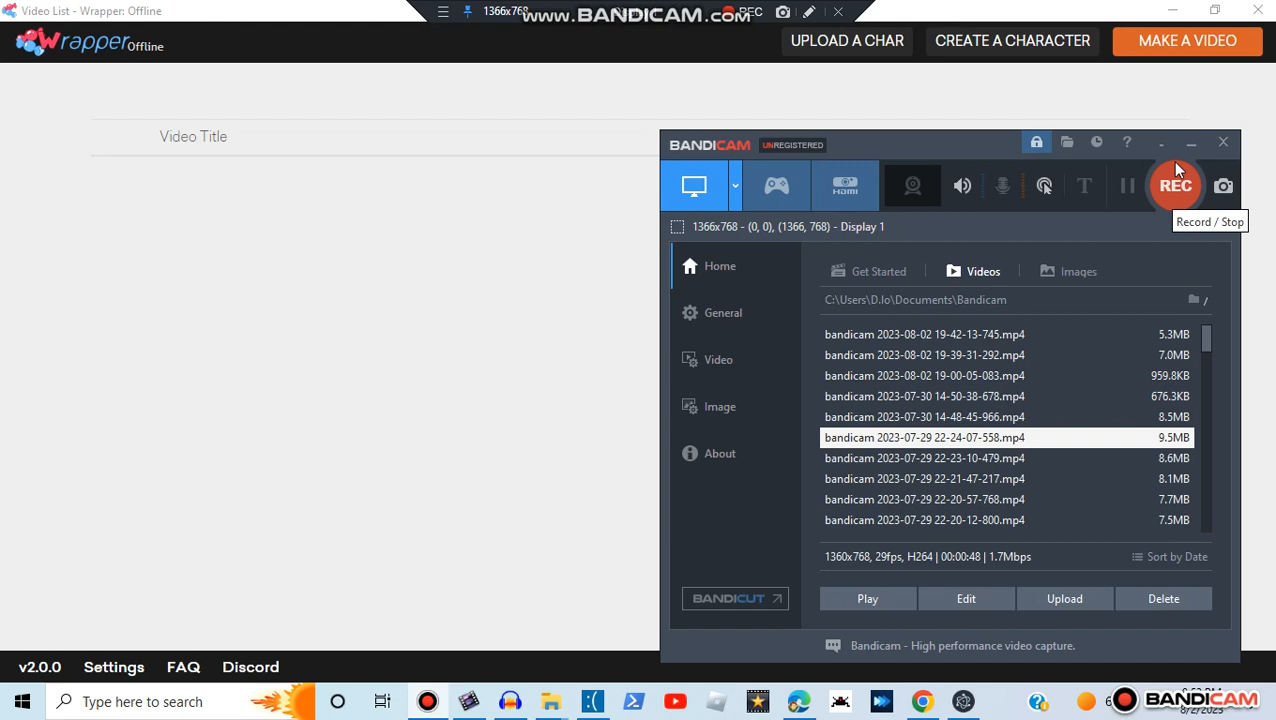 Video List - Wrapper: Offline
1366x768
www.BANDICAM.com
REC
Wrapper Offline
UPLOAD A CHAR
CREATE A CHARACTER
MAKE A VIDEO
Video Title
BANDICAM UNREGISTERED
HDMI
REC
Record / Stop
1366x768 - (0, 0), (1366, 768) - Display 1
Home
General
Video
Image
About
BANDICUT
Get Started
Videos
Images
C:\Users\D.Io\Documents\Bandicam
bandicam 2023-08-02 19-42-13-745.mp4 5.3MB
bandicam 2023-08-02 19-39-31-292.mp4 7.0MB
bandicam 2023-08-02 19-00-05-083.mp4 959.8KB
bandicam 2023-07-30 14-50-38-678.mp4 676.3KB
bandicam 2023-07-30 14-48-45-966.mp4 8.5MB
bandicam 2023-07-29 22-24-07-558.mp4 9.5MB
bandicam 2023-07-29 22-23-10-479.mp4 8.6MB
bandicam 2023-07-29 22-21-47-217.mp4 8.1MB
bandicam 2023-07-29 22-20-57-768.mp4 7.7MB
bandicam 2023-07-29 22-20-12-800.mp4 7.5MB
1360x768, 29fps, H264 | 00:00:48 | 1.7Mbps
Sort by Date
Play
Edit
Upload
Delete
Bandicam - High performance video capture.
v2.0.0
Settings
FAQ
Discord
Type here to search
BANDICAM
8/2/2023